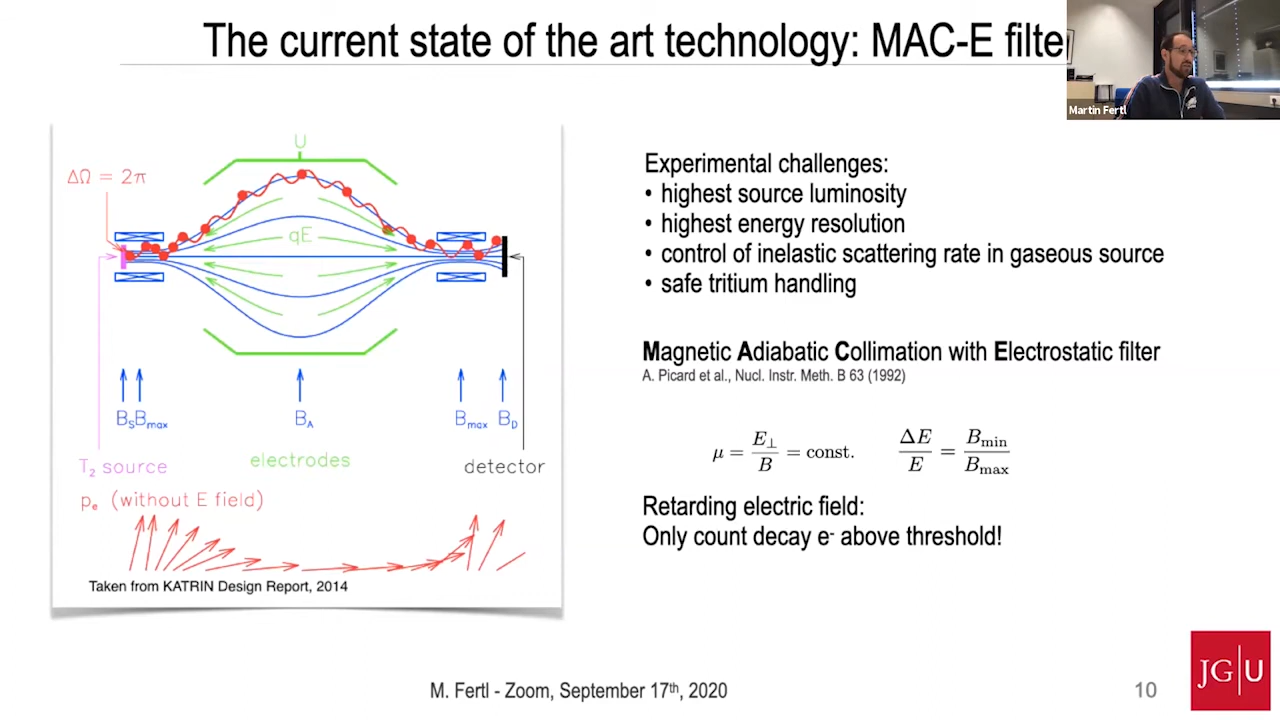 The current state of the art technology: MAC-E filter
Martin Fertl
U
ΔΩ = 2π
qE
B_S B_max
B_A
B_max B_D
T₂ source
electrodes
detector
p_e (without E field)
Taken from KATRIN Design Report, 2014
Experimental challenges:
• highest source luminosity
• highest energy resolution
• control of inelastic scattering rate in gaseous source
• safe tritium handling
Magnetic Adiabatic Collimation with Electrostatic filter
A. Picard et al., Nucl. Instr. Meth. B 63 (1992)
μ = E⊥/B = const. ΔE/E = B_min/B_max
Retarding electric field:
Only count decay e⁻ above threshold!
M. Fertl - Zoom, September 17th, 2020
10
JG|U